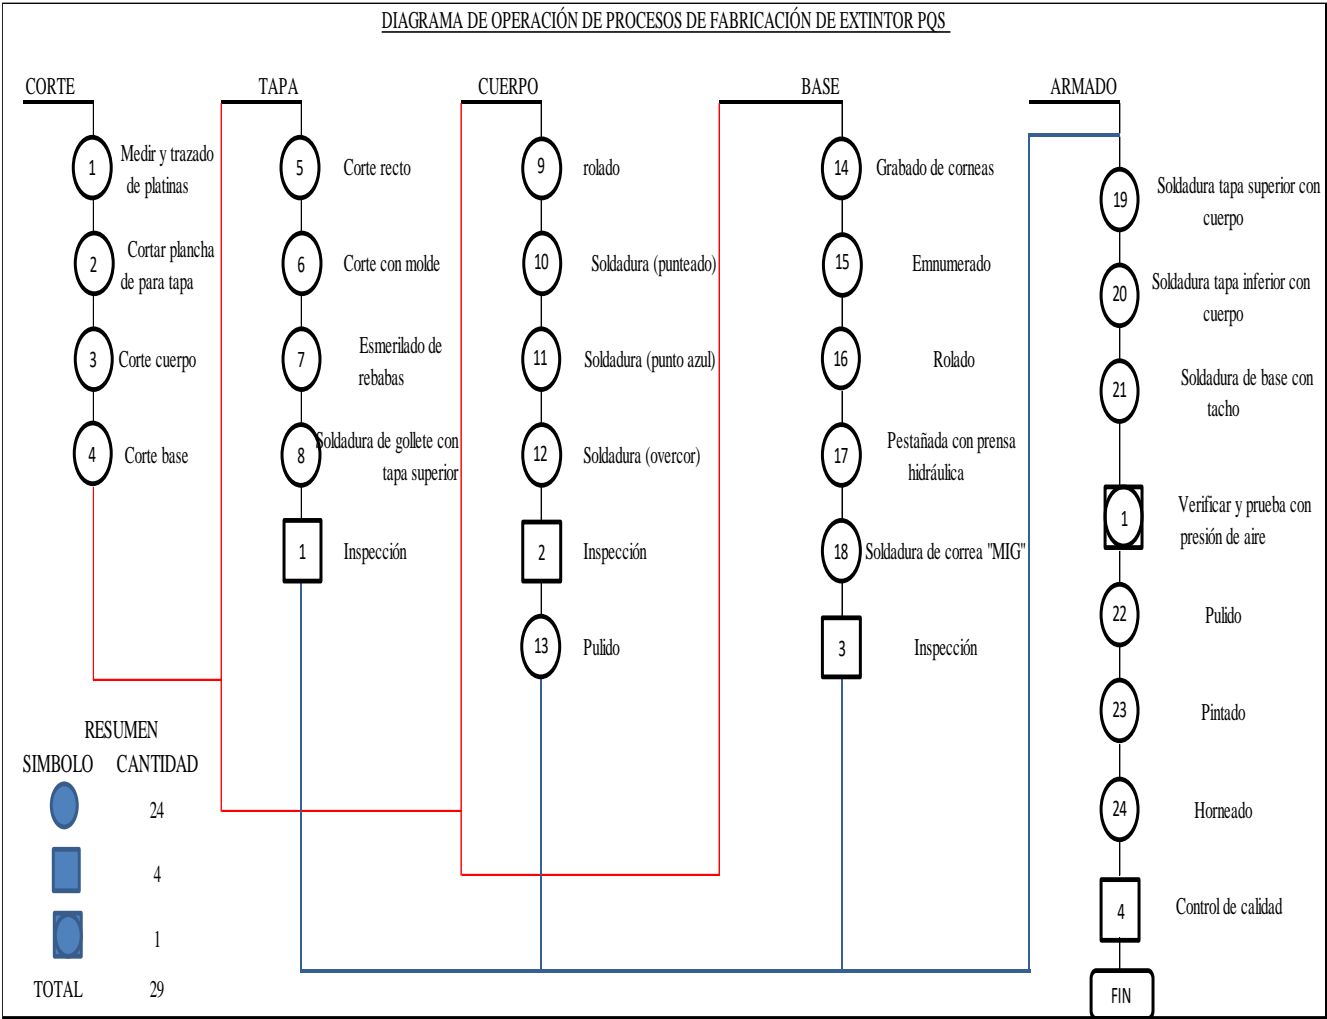 DIAGRAMA DE OPERACIÓN DE PROCESOS DE FABRICACIÓN DE EXTINTOR PQS
CORTE
1
Medir y trazado
de platinas
2
Cortar plancha
de para tapa
3
Corte cuerpo
4
Corte base
TAPA
5
Corte recto
6
Corte con molde
7
Esmerilado de
rebabas
8
Soldadura de gollete con
tapa superior
1
Inspección
CUERPO
9
rolado
10
Soldadura (punteado)
11
Soldadura (punto azul)
12
Soldadura (overcor)
2
Inspección
13
Pulido
BASE
14
Grabado de corneas
15
Emnumerado
16
Rolado
17
Pestañada con prensa
hidráulica
18
Soldadura de correa "MIG"
3
Inspección
ARMADO
19
Soldadura tapa superior con
cuerpo
20
Soldadura tapa inferior con
cuerpo
21
Soldadura de base con
tacho
1
Verificar y prueba con
presión de aire
22
Pulido
23
Pintado
24
Horneado
4
Control de calidad
FIN
RESUMEN
SIMBOLO CANTIDAD
24
4
1
TOTAL 29